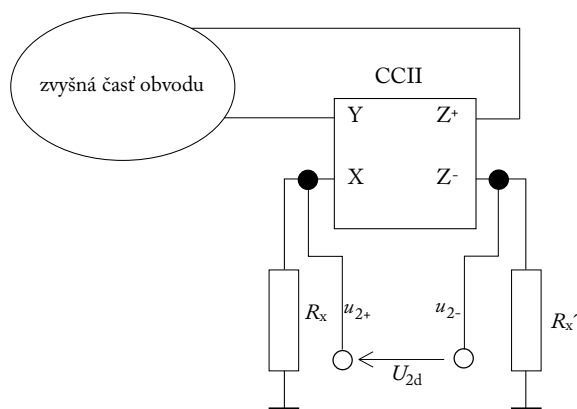 zvyšná časť obvodu
CCII
Y
Z+
X
Z-
Rx
u2+
u2-
Rx´
U2d